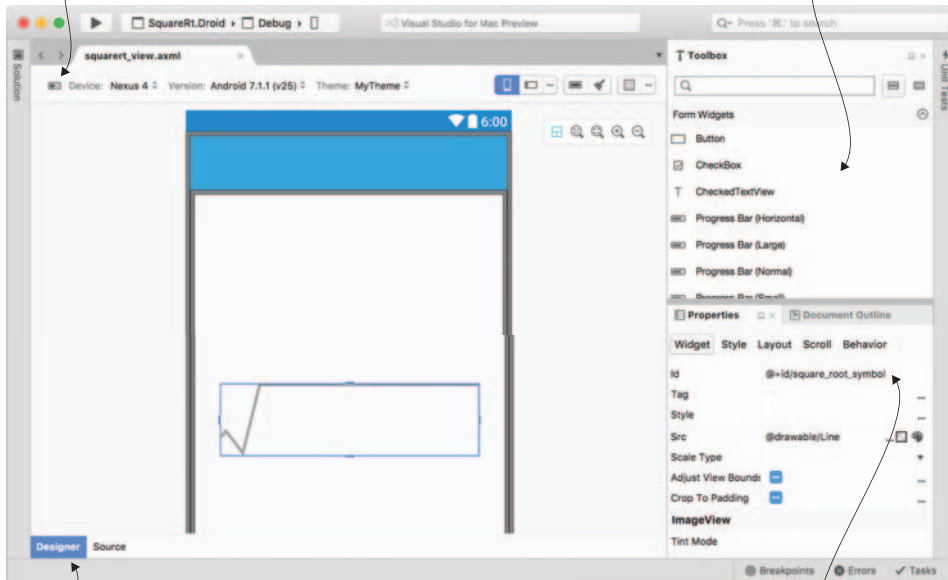 SquareRt.Droid › Debug ›
Visual Studio for Mac Preview
Press '⌘.' to search
Solution
squarert_view.axml
Device: Nexus 4 Version: Android 7.1.1 (v25) Theme: MyTheme
6:00
Toolbox
Unit Tests
Form Widgets
Button
CheckBox
CheckedTextView
Progress Bar (Horizontal)
Progress Bar (Large)
Progress Bar (Normal)
Progress Bar (Small)
Properties Document Outline
Widget Style Layout Scroll Behavior
Id @+id/square_root_symbol
Tag ...
Style ...
Src @drawable/Line ...
Scale Type
Adjust View Bounds ...
Crop To Padding ...
ImageView
Tint Mode
Designer Source
Breakpoints Errors Tasks